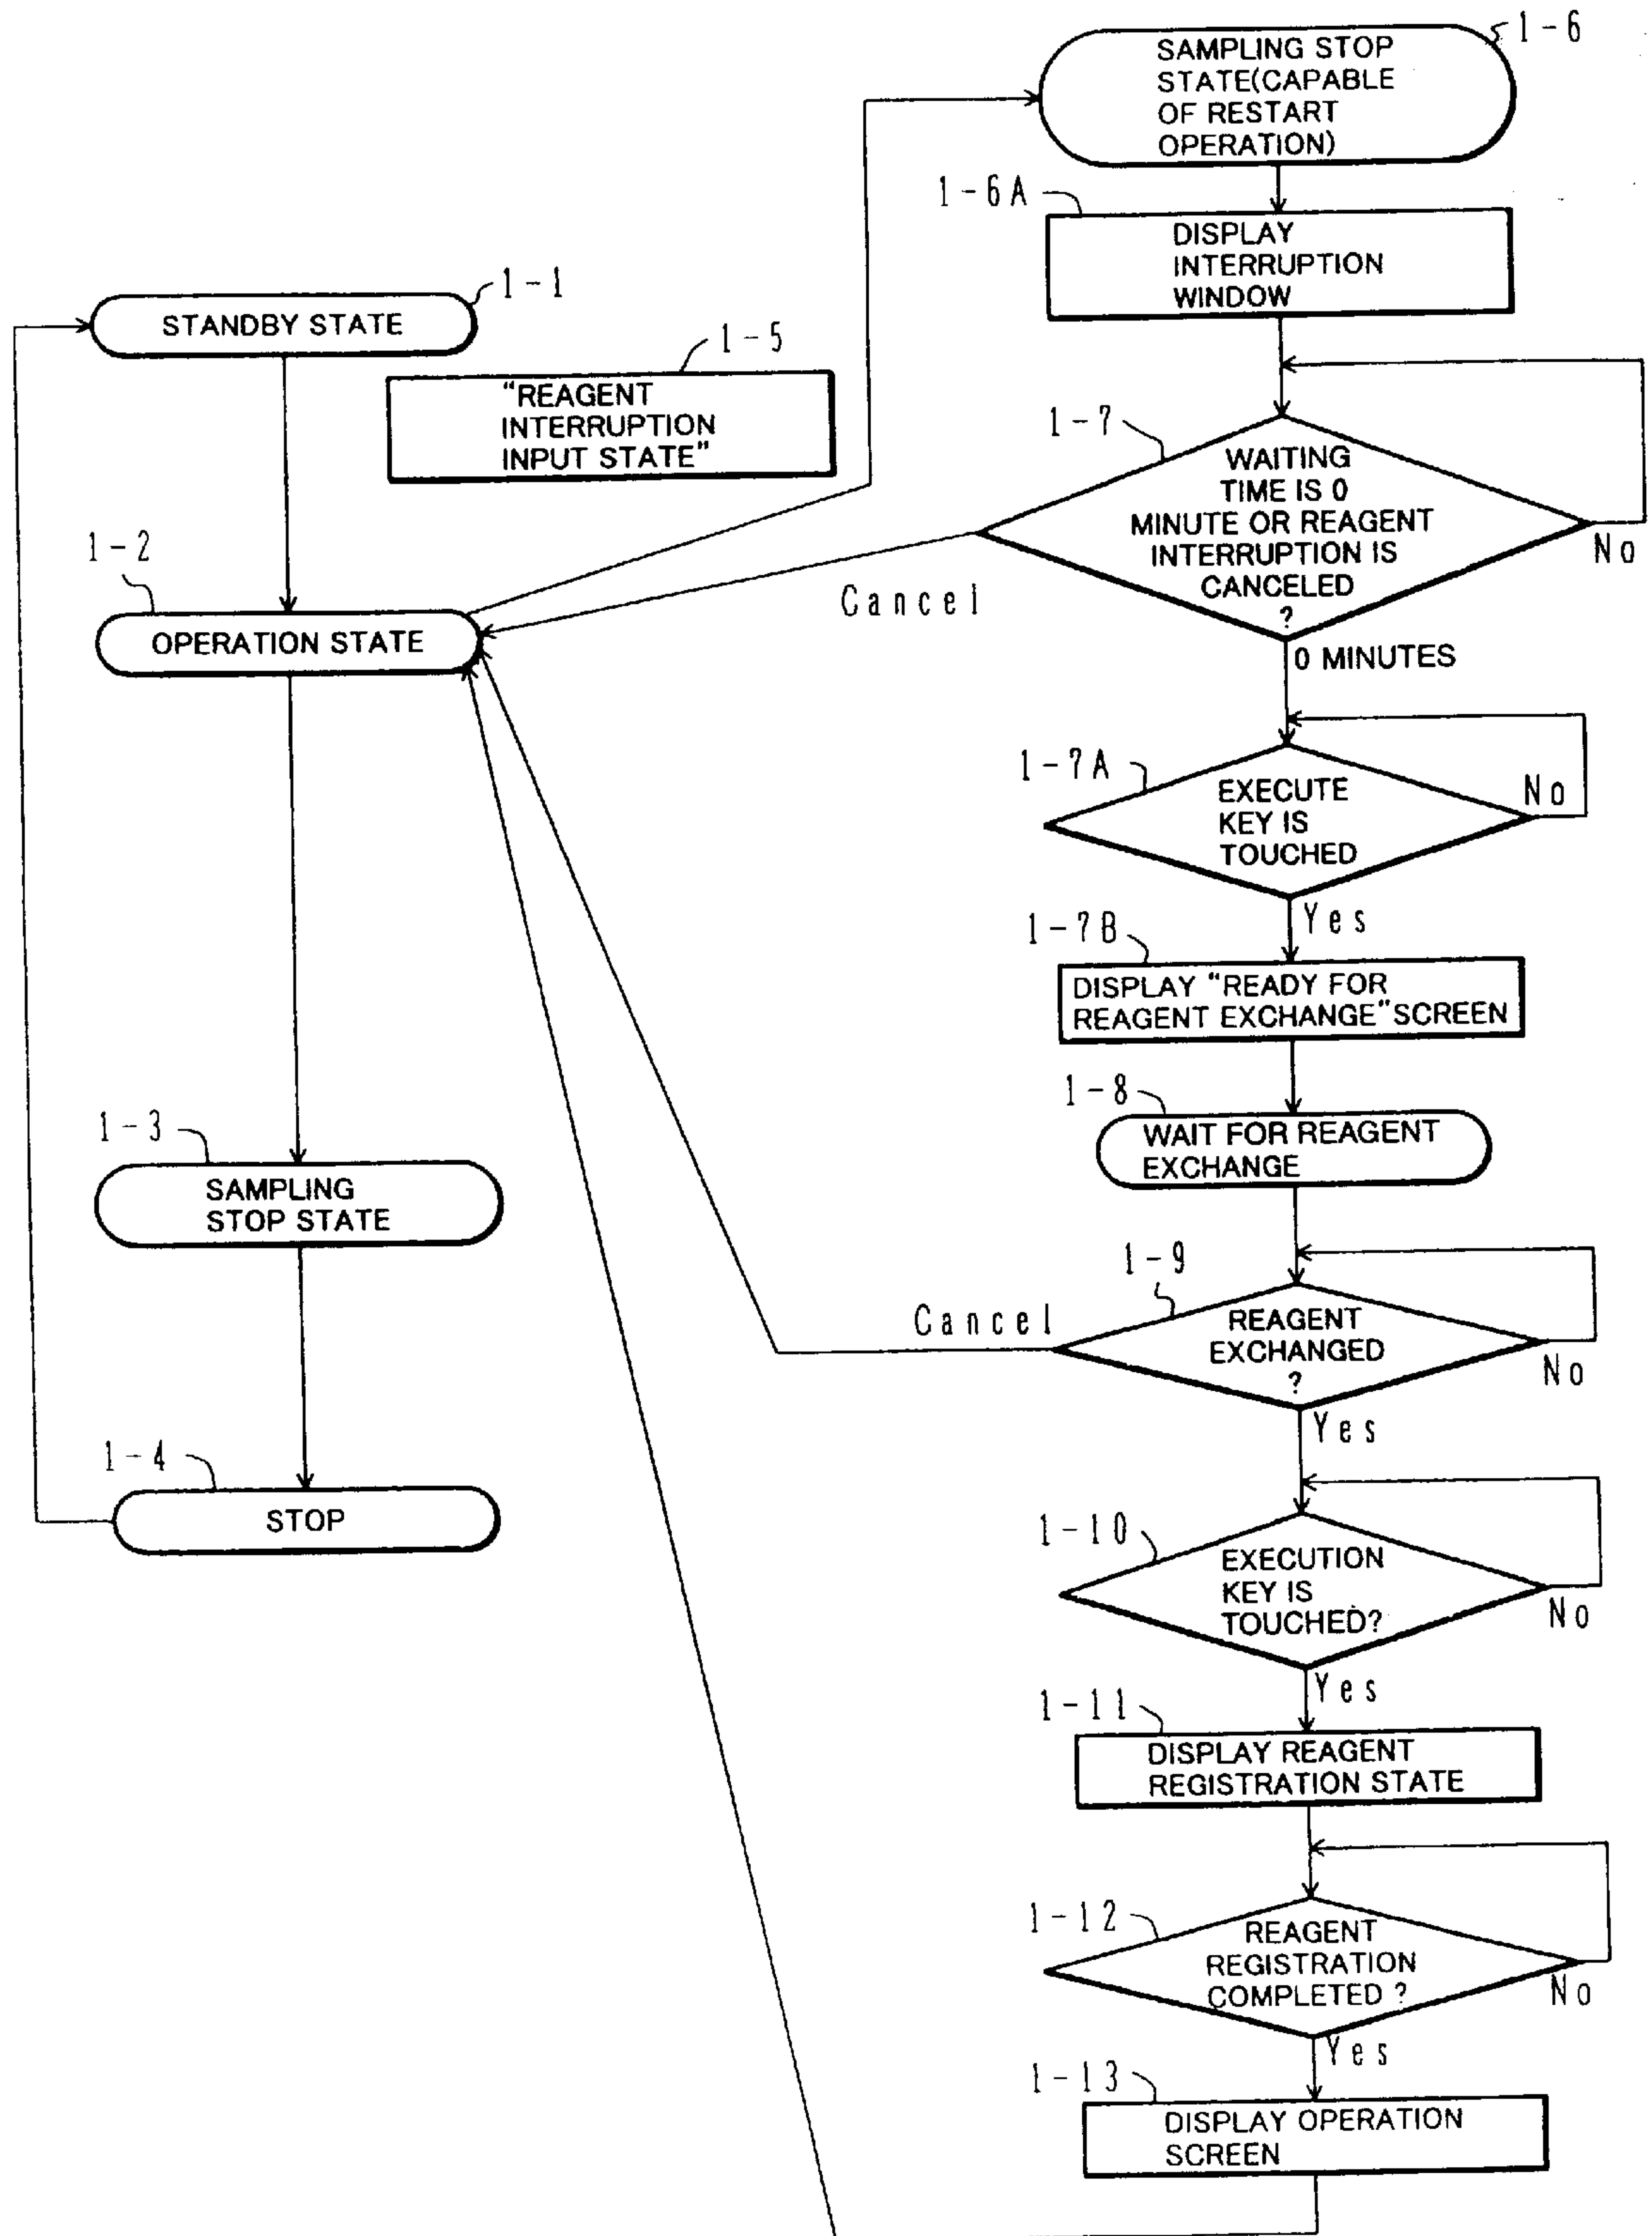 1-6
SAMPLING STOP
STATE(CAPABLE
OF RESTART
OPERATION)
1-6A
DISPLAY
INTERRUPTION
WINDOW
1-1
STANDBY STATE
1-5
"REAGENT
INTERRUPTION
INPUT STATE"
1-7
WAITING
TIME IS 0
MINUTE OR REAGENT
INTERRUPTION IS
CANCELED
?
No
Cancel
0 MINUTES
1-2
OPERATION STATE
1-7A
EXECUTE
KEY IS
TOUCHED
No
Yes
1-7B
DISPLAY "READY FOR
REAGENT EXCHANGE"SCREEN
1-8
WAIT FOR REAGENT
EXCHANGE
1-3
SAMPLING
STOP STATE
1-9
REAGENT
EXCHANGED
?
Cancel
No
Yes
1-4
STOP
1-10
EXECUTION
KEY IS
TOUCHED?
No
Yes
1-11
DISPLAY REAGENT
REGISTRATION STATE
1-12
REAGENT
REGISTRATION
COMPLETED ?
No
Yes
1-13
DISPLAY OPERATION
SCREEN